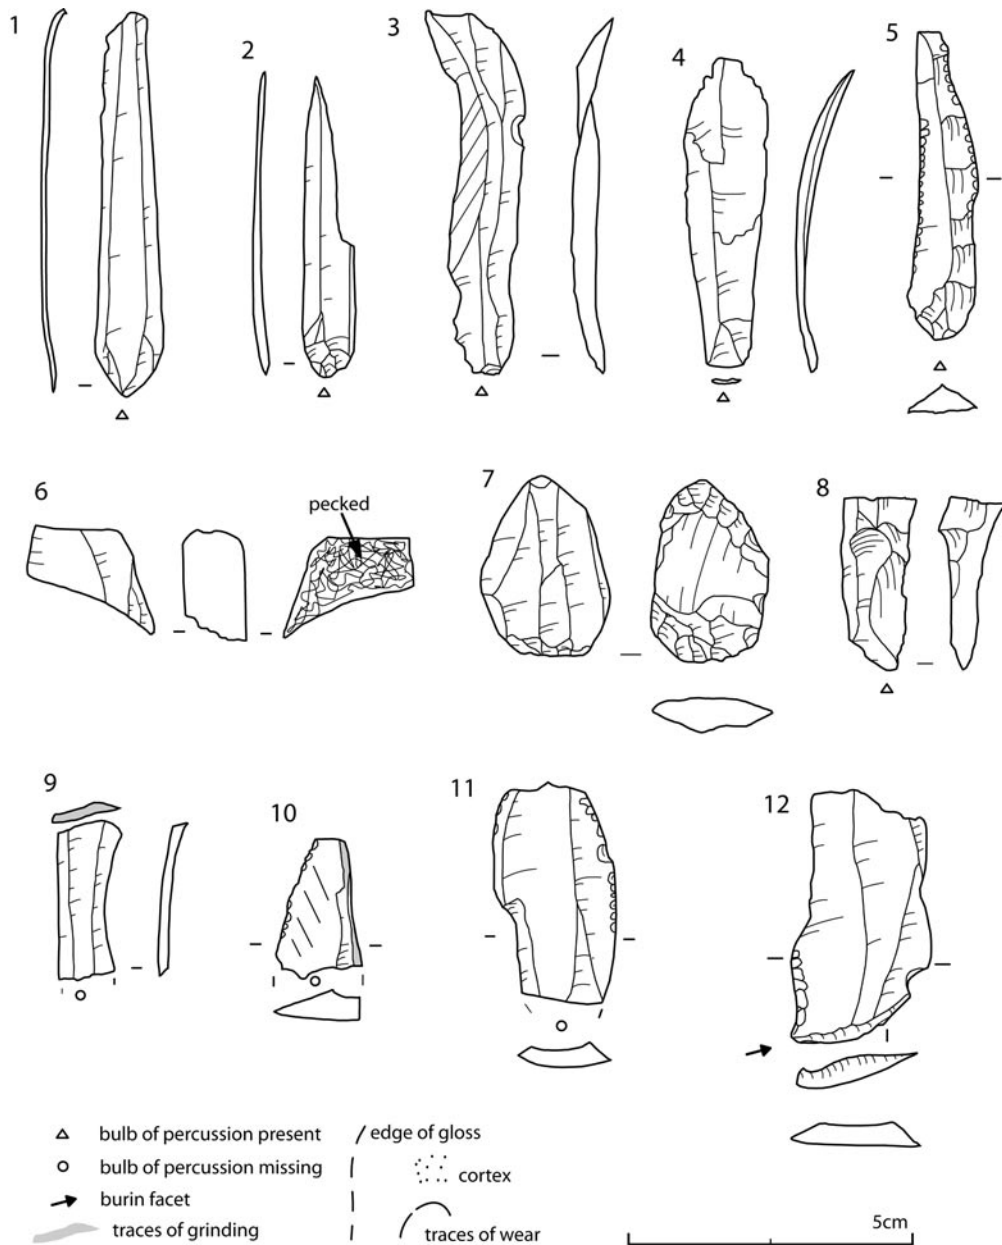 1
2
3
4
5
6
pecked
7
8
9
10
11
12
bulb of percussion present
bulb of percussion missing
burin facet
traces of grinding
edge of gloss
cortex
traces of wear
5cm